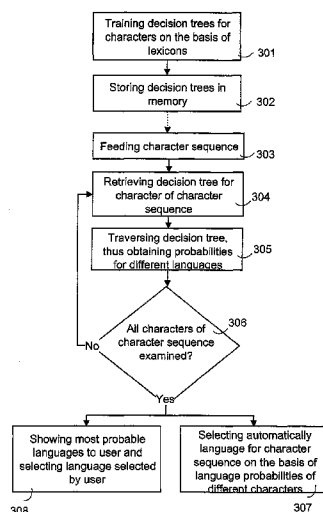 Training decision trees for
characters on the basis of
lexicons
301
Storing decision trees in
memory
302
Feeding character sequence
303
Retrieving decision tree for
character of character
sequence
304
Traversing decision tree,
thus obtaining probabilities
for different languages
305
All characters of
character sequence
examined?
306
No
Yes
Showing most probable
languages to user and
selecting language selected
by user
308
Selecting automatically
language for character
sequence on the basis of
language probabilities of
different characters
307